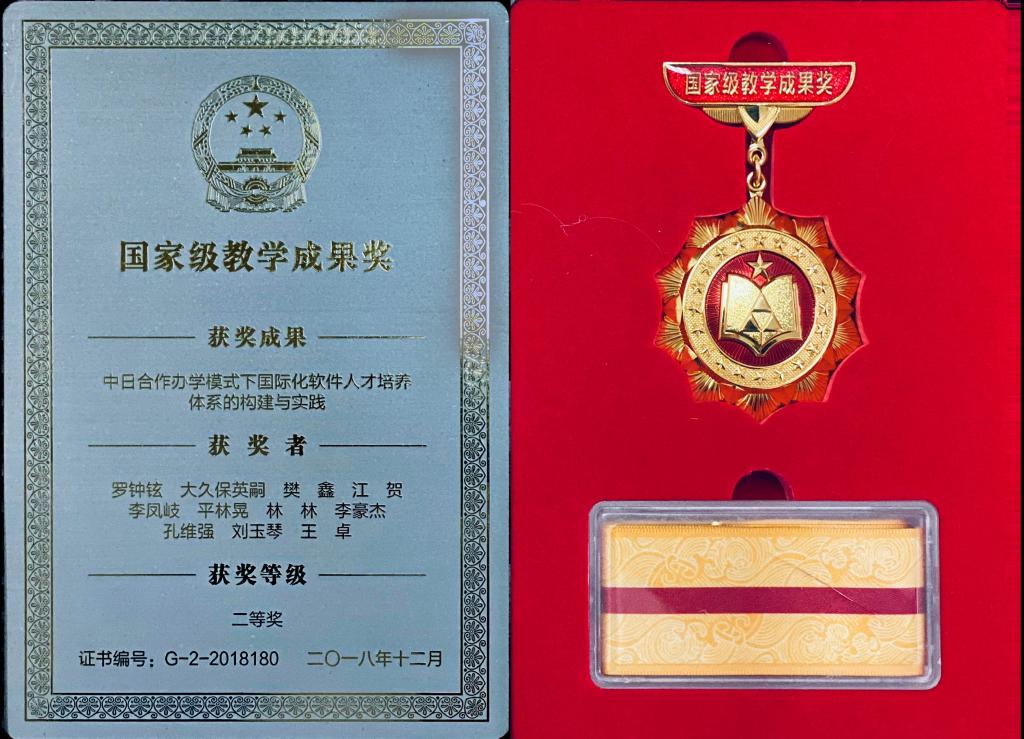 国家级教学成果奖
获奖成果
中日合作办学模式下国际化软件人才培养
体系的构建与实践
获 奖 者
罗钟铉 大久保英嗣 樊 鑫 江 贺
李凤岐 平林晃 林 林 李豪杰
孔维强 刘玉琴 王 卓
获奖等级
二等奖
证书编号：G-2-2018180 二〇一八年十二月
国家级教学成果奖